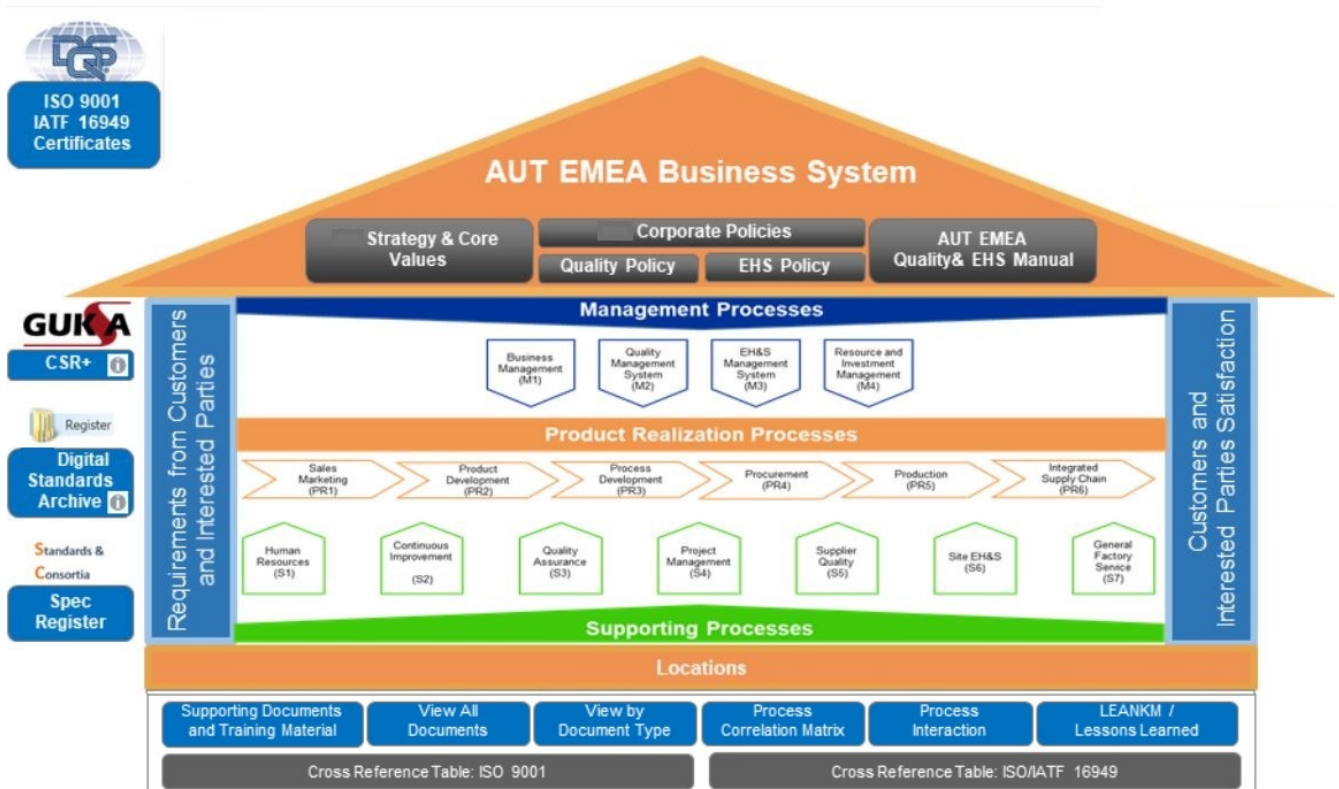 DQS
ISO 9001
IATF 16949
Certificates
AUT EMEA Business System
Strategy & Core
Values
Corporate Policies
Quality Policy
EHS Policy
AUT EMEA
Quality& EHS Manual
GUKSA
CSR+
Register
Digital
Standards
Archive
Standards &
Consortia
Spec
Register
Requirements from Customers
and Interested Parties
Management Processes
Business
Management
(M1)
Quality
Management
System
(M2)
EH&S
Management
System
(M3)
Resource and
Investment
Management
(M4)
Product Realization Processes
Sales
Marketing
(PR1)
Product
Development
(PR2)
Process
Development
(PR3)
Procurement
(PR4)
Production
(PR5)
Integrated
Supply Chain
(PR6)
Human
Resources
(S1)
Continuous
Improvement
(S2)
Quality
Assurance
(S3)
Project
Management
(S4)
Supplier
Quality
(S5)
Site EH&S
(S6)
General
Factory
Service
(S7)
Supporting Processes
Customers and
Interested Parties Satisfaction
Locations
Supporting Documents
and Training Material
View All
Documents
View by
Document Type
Process
Correlation Matrix
Process
Interaction
LEANKM /
Lessons Learned
Cross Reference Table: ISO 9001
Cross Reference Table: ISO/IATF 16949